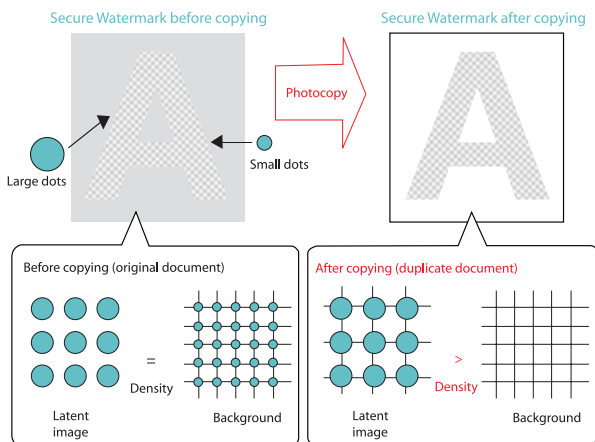 Secure Watermark before copying
Secure Watermark after copying
A
A
Photocopy
Large dots
Small dots
Before copying (original document)
=
Density
Latent
image
Background
After copying (duplicate document)
>
Density
Latent
image
Background